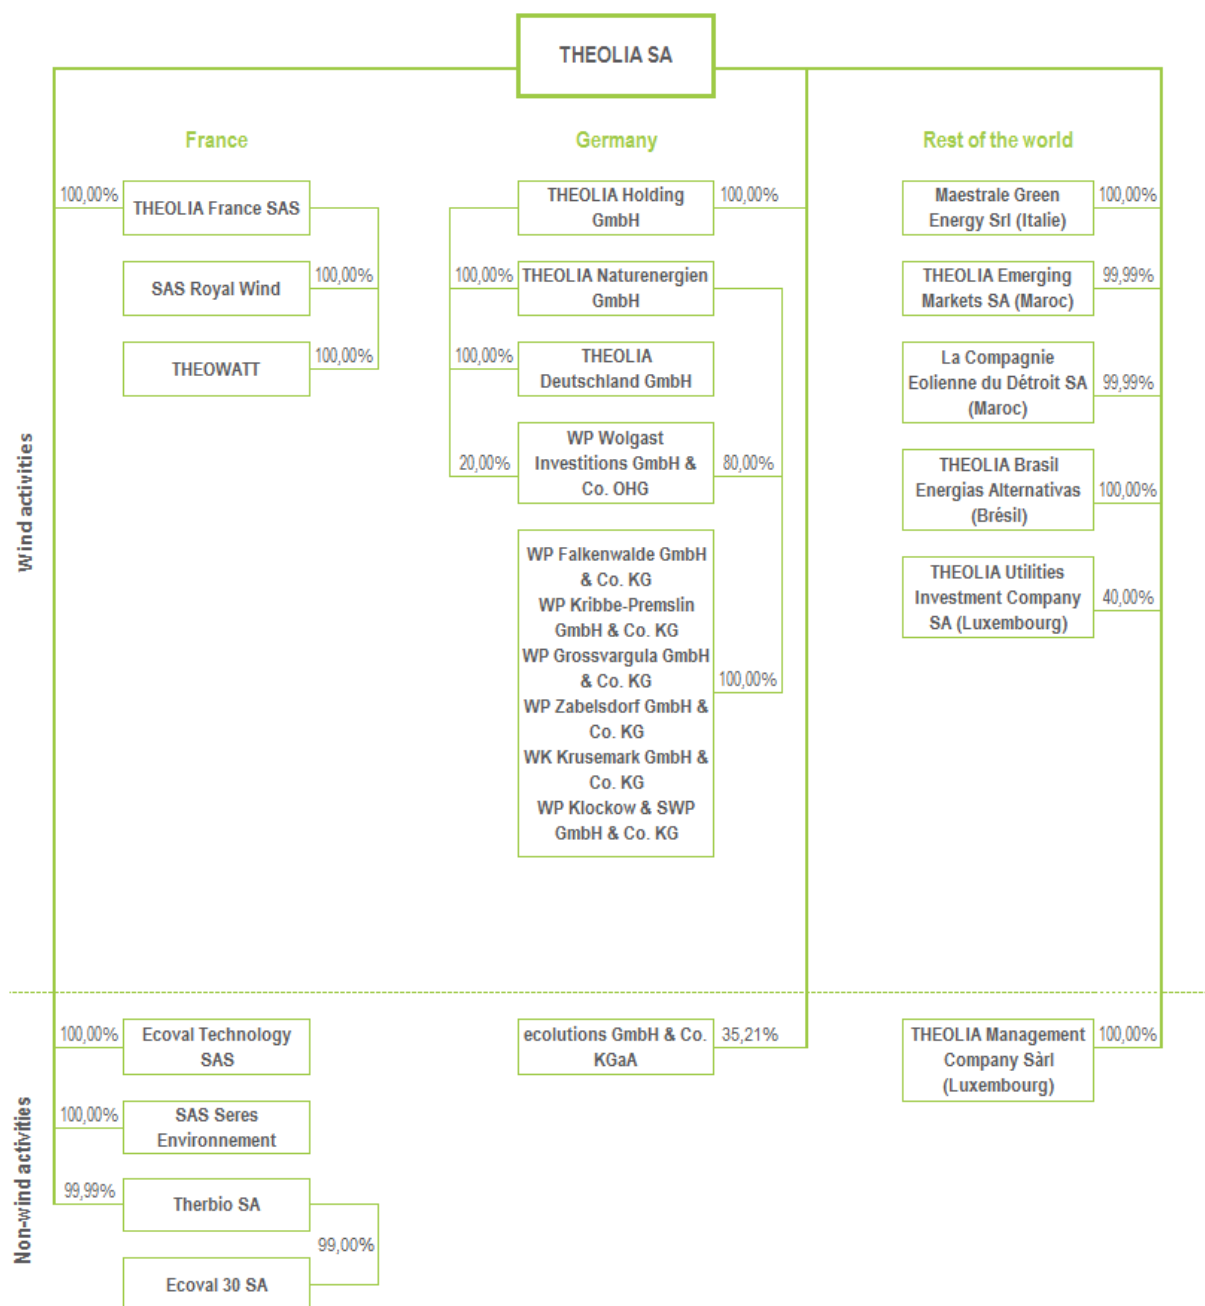 THEOLIA SA
France
Germany
Rest of the world
Wind activities
100,00%
THEOLIA France SAS
SAS Royal Wind
100,00%
THEOWATT
100,00%
THEOLIA Holding
GmbH
100,00%
100,00%
THEOLIA Naturenergien
GmbH
100,00%
THEOLIA
Deutschland GmbH
20,00%
WP Wolgast
Investitions GmbH &
Co. OHG
80,00%
WP Falkenwalde GmbH
& Co. KG
WP Kribbe-Premslin
GmbH & Co. KG
WP Grossvargula GmbH
& Co. KG
WP Zabelsdorf GmbH &
Co. KG
WK Krusemark GmbH &
Co. KG
WP Klockow & SWP
GmbH & Co. KG
100,00%
Maestrale Green
Energy Srl (Italie)
100,00%
THEOLIA Emerging
Markets SA (Maroc)
99,99%
La Compagnie
Eolienne du Détroit SA
(Maroc)
99,99%
THEOLIA Brasil
Energias Alternativas
(Brésil)
100,00%
THEOLIA Utilities
Investment Company
SA (Luxembourg)
40,00%
Non-wind activities
100,00%
Ecoval Technology
SAS
100,00%
SAS Seres
Environnement
99,99%
Therbio SA
99,00%
Ecoval 30 SA
ecolutions GmbH & Co.
KGaA
35,21%
THEOLIA Management
Company Sàrl
(Luxembourg)
100,00%